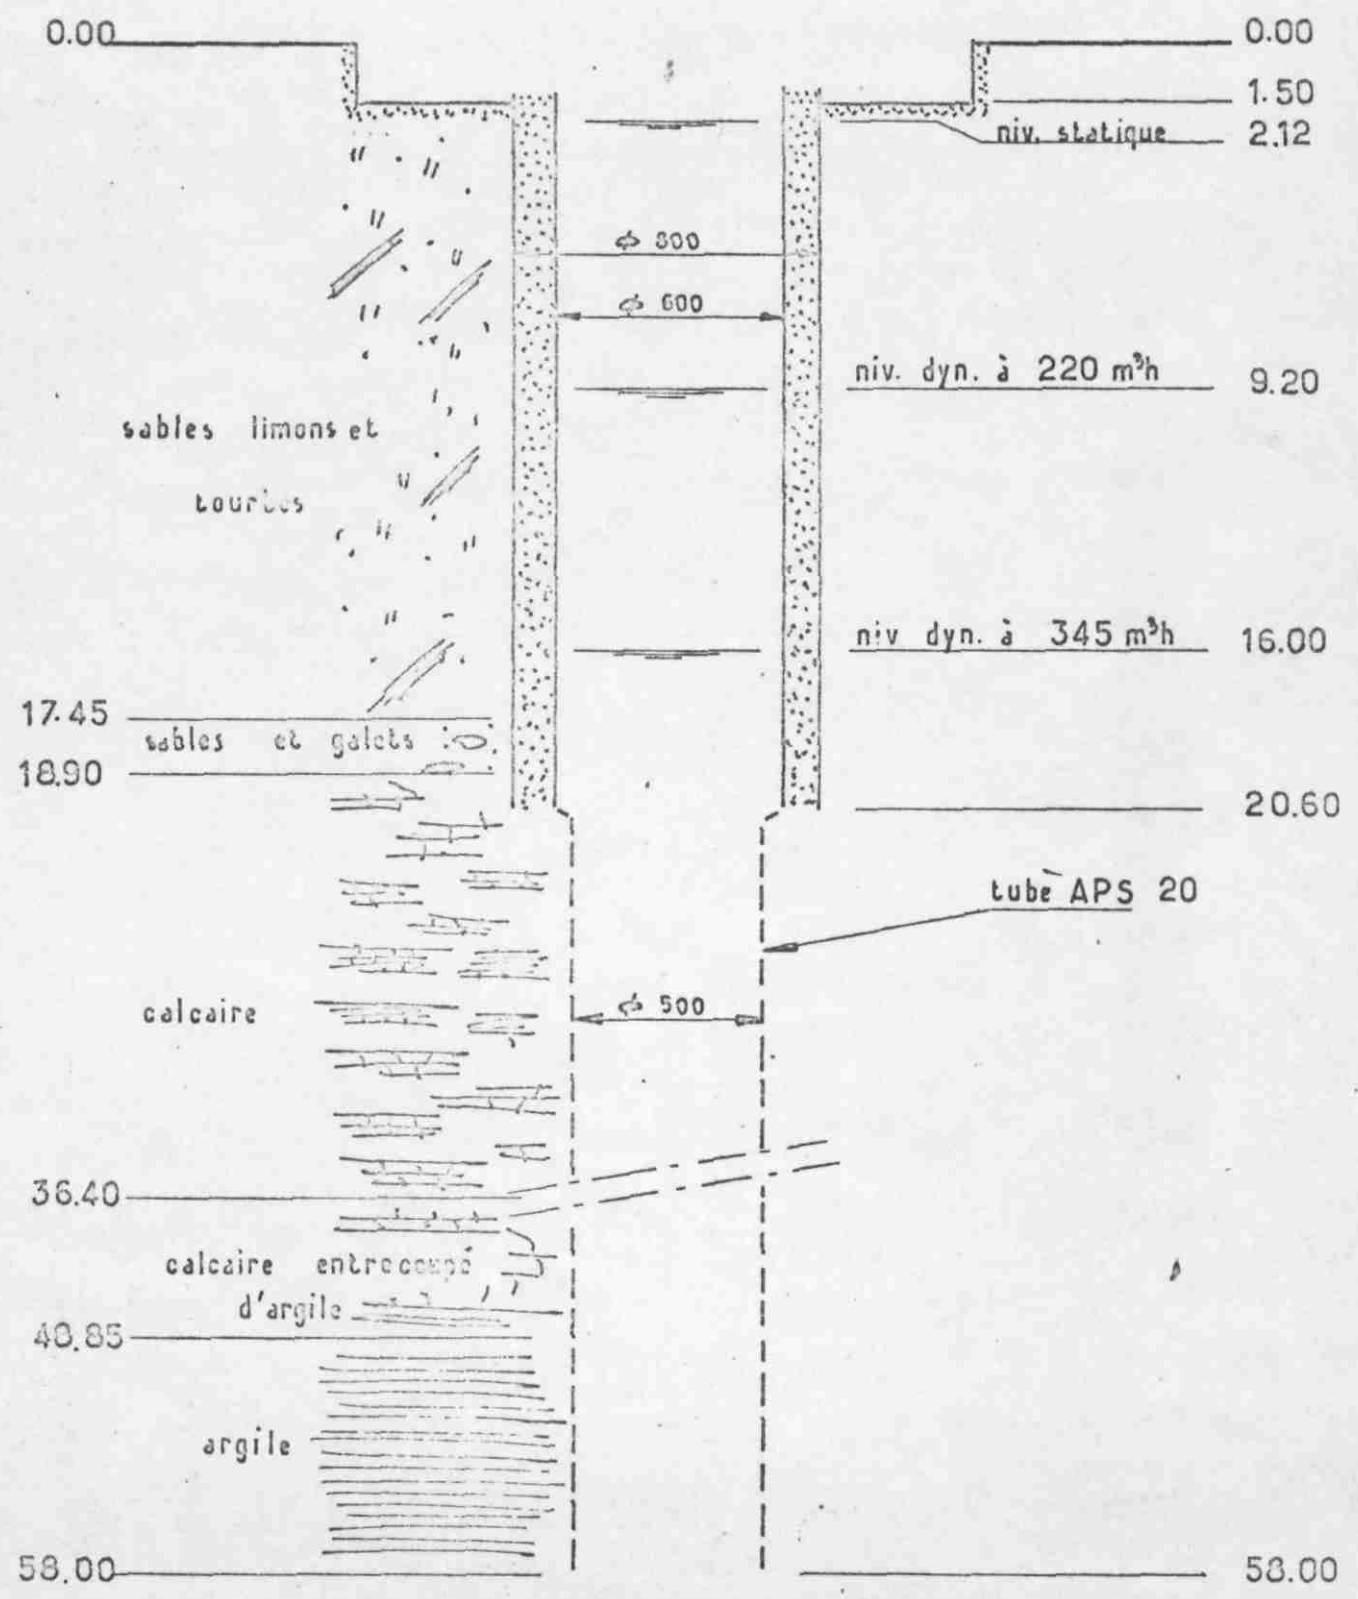 0.00
0.00
1.50
niv. statique 2.12
ϕ 800
ϕ 600
niv. dyn. à 220 m³h 9.20
sables limons et
tourbes
niv dyn. à 345 m³h 16.00
17.45
sables et galets
18.90
20.60
tube APS 20
calcaire
ϕ 500
36.40
calcaire entrecoupé
d'argile
40.85
argile
58.00
58.00